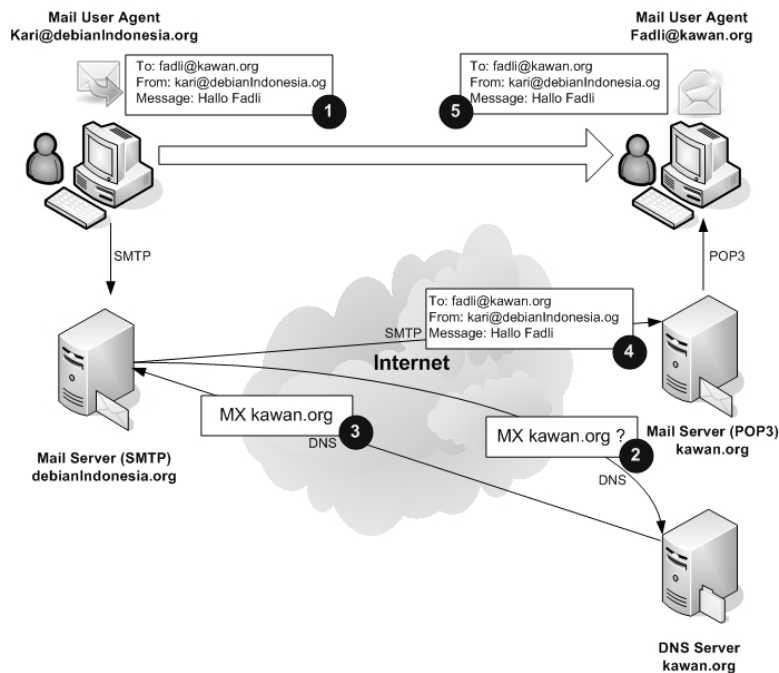 Mail User Agent
Kari@debianIndonesia.org
Mail User Agent
Fadli@kawan.org
To: fadli@kawan.org
From: kari@debianIndonesia.og
Message: Hallo Fadli
1
To: fadli@kawan.org
From: kari@debianIndonesia.og
Message: Hallo Fadli
5
SMTP
POP3
To: fadli@kawan.org
From: kari@debianIndonesia.og
Message: Hallo Fadli
4
SMTP
Internet
MX kawan.org
3
DNS
MX kawan.org ?
2
DNS
Mail Server (SMTP)
debianIndonesia.org
Mail Server (POP3)
kawan.org
DNS Server
kawan.org